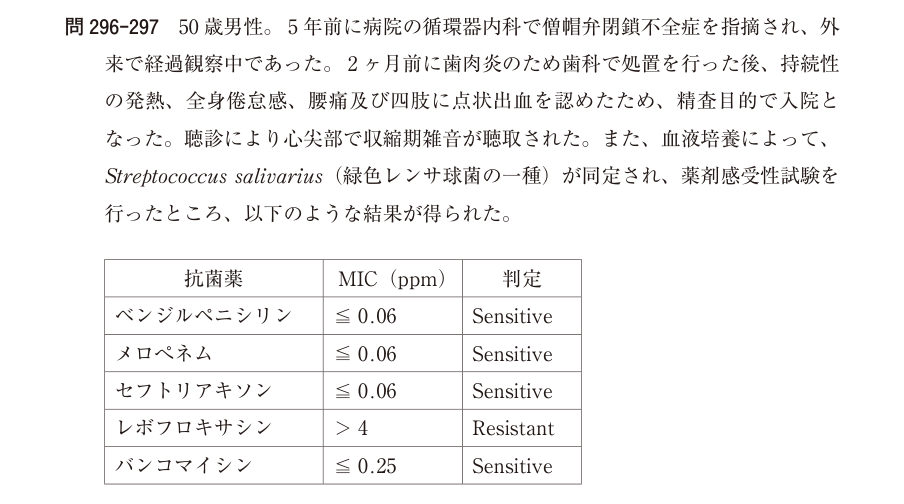 問 296-297　50 歳男性。5 年前に病院の循環器内科で僧帽弁閉鎖不全症を指摘され、外
来で経過観察中であった。2 ヶ月前に歯肉炎のため歯科で処置を行った後、持続性
の発熱、全身倦怠感、腰痛及び四肢に点状出血を認めたため、精査目的で入院と
なった。聴診により心尖部で収縮期雑音が聴取された。また、血液培養によって、
Streptococcus salivarius（緑色レンサ球菌の一種）が同定され、薬剤感受性試験を
行ったところ、以下のような結果が得られた。
抗菌薬 MIC（ppm） 判定
ベンジルペニシリン ≦ 0.06 Sensitive
メロペネム ≦ 0.06 Sensitive
セフトリアキソン ≦ 0.06 Sensitive
レボフロキサシン > 4 Resistant
バンコマイシン ≦ 0.25 Sensitive